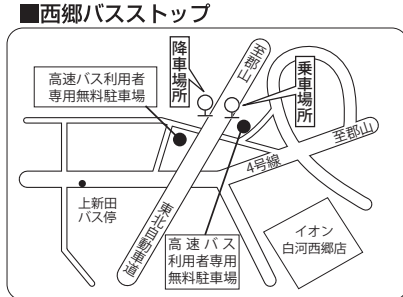 ■西郷バスストップ
降車場所
至郡山
乗車場所
高速バス利用者
専用無料駐車場
至郡山
4号線
上新田
バス停
東北自動車道
高速バス
利用者専用
無料駐車場
イオン
白河西郷店